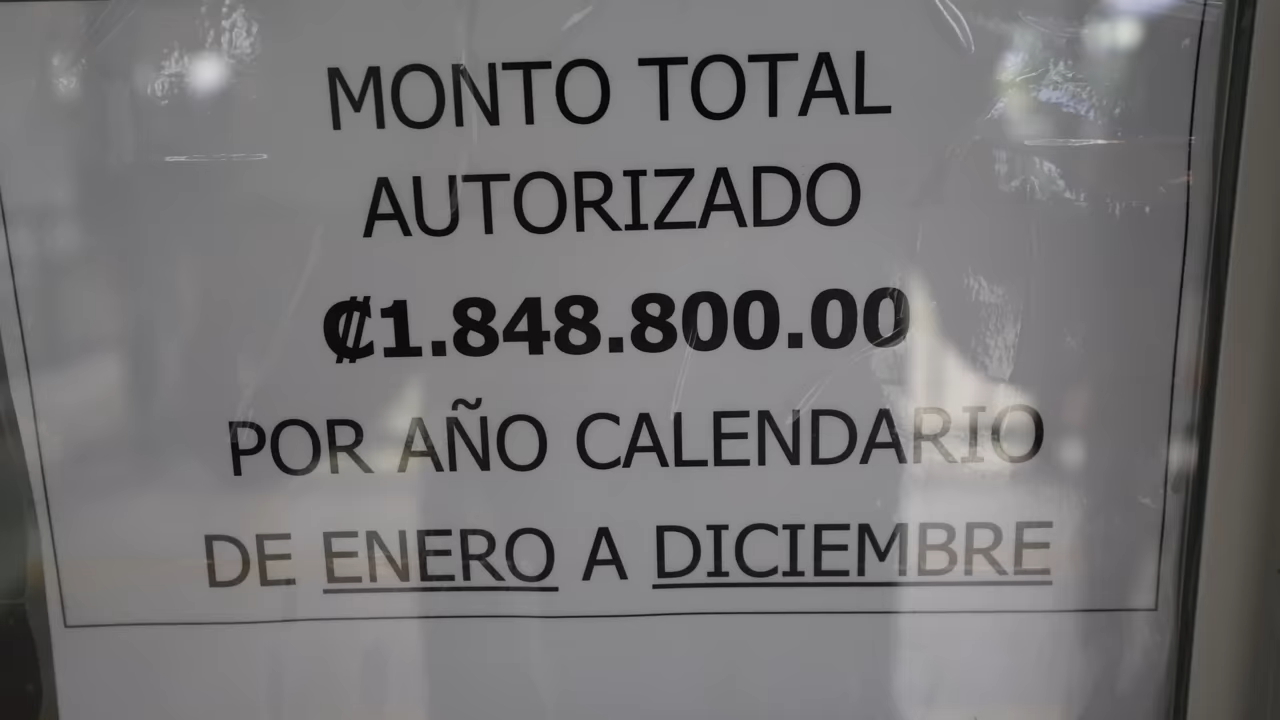 MONTO TOTAL
AUTORIZADO
₡1.848.800.00
POR AÑO CALENDARIO
DE ENERO A DICIEMBRE